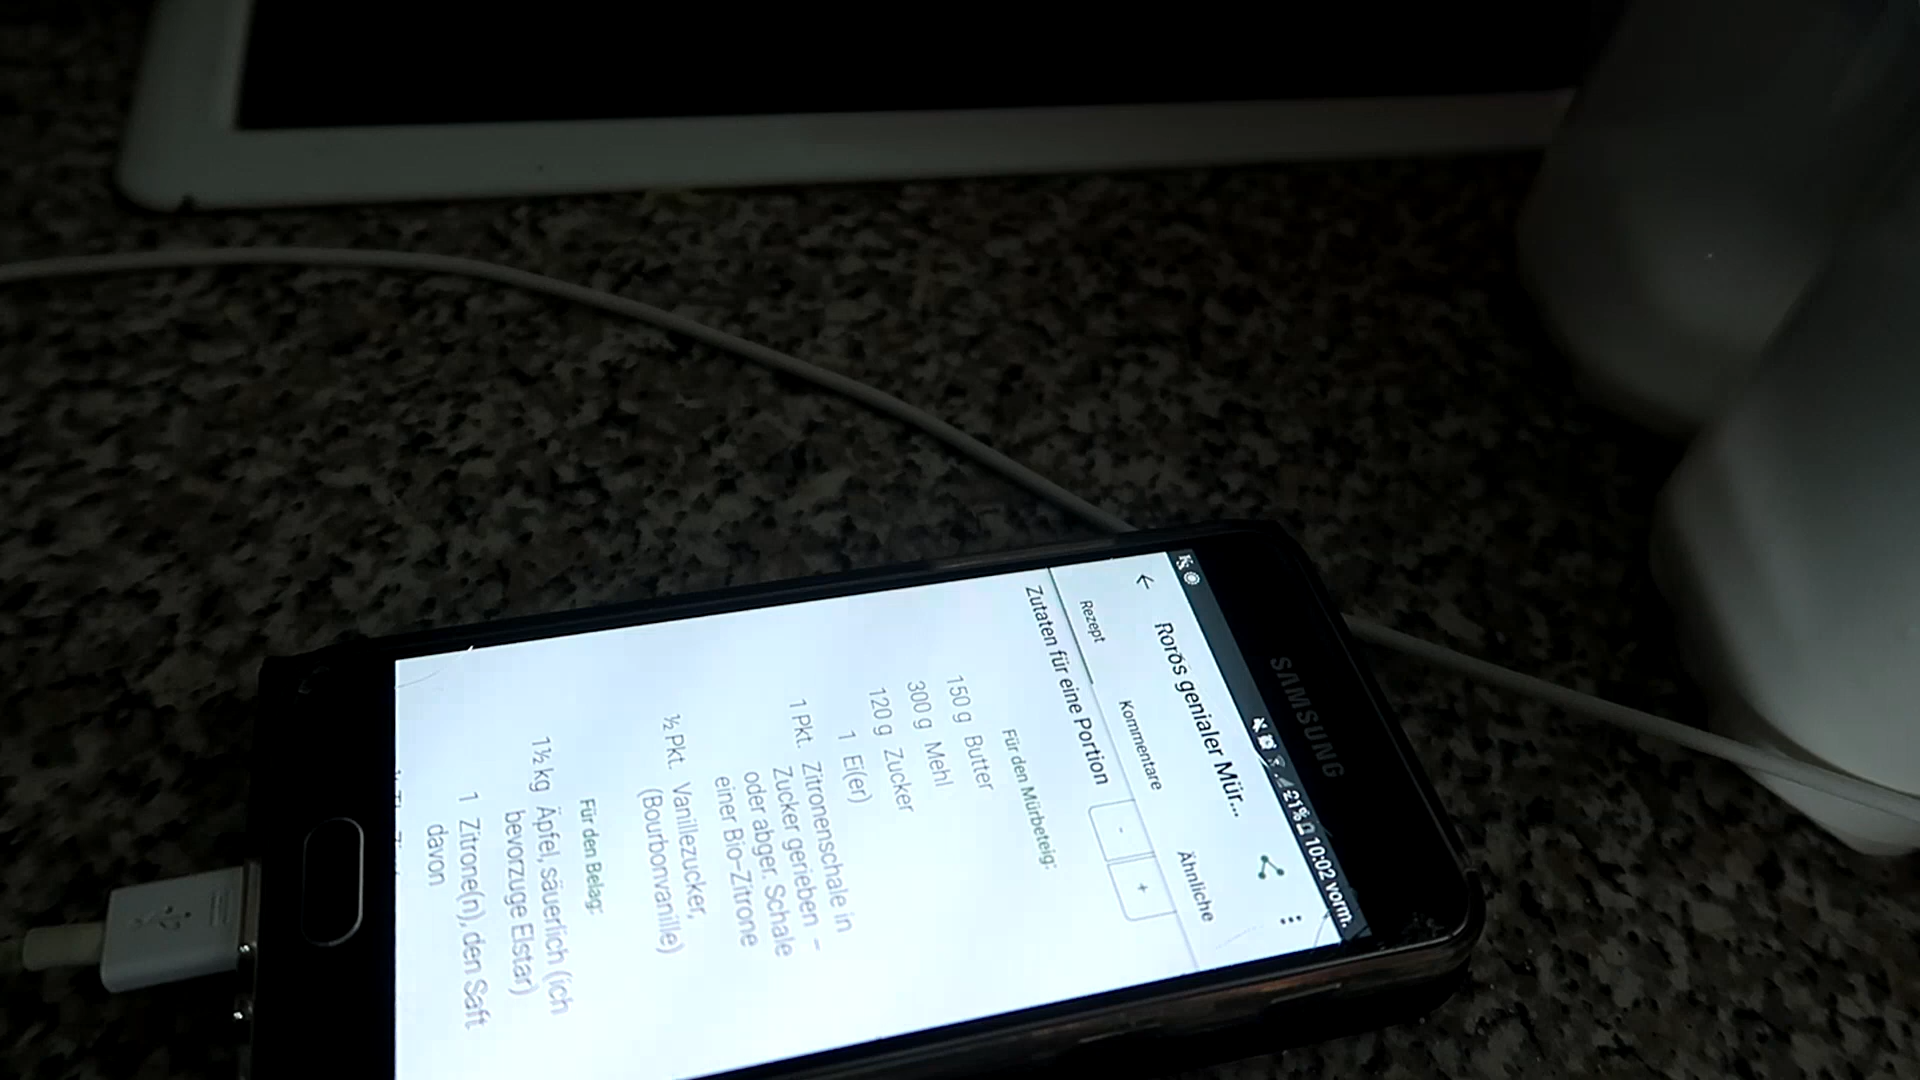 SAMSUNG
21% 10:02 vorm.
Rorós genialer Mür...
Rezept Kommentare Ähnliche
Zutaten für eine Portion - +
Für den Mürbeteig:
150 g Butter
300 g Mehl
120 g Zucker
1 Ei(er)
1 Pkt. Zitronenschale in
Zucker gerieben –
oder abger. Schale
einer Bio-Zitrone
½ Pkt. Vanillezucker,
(Bourbonvanille)
Für den Belag:
1½ kg Äpfel, säuerlich (ich
bevorzuge Elstar)
1 Zitrone(n), den Saft
davon